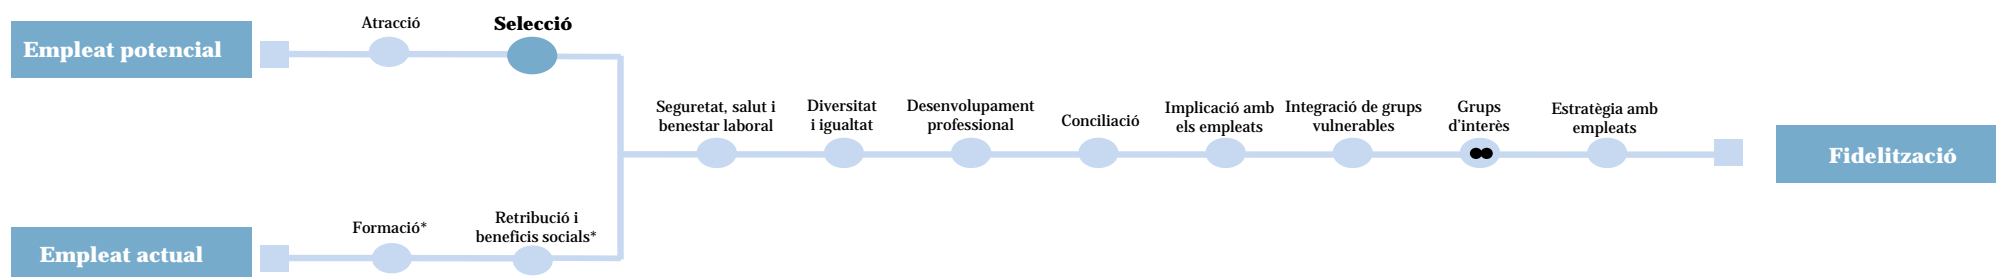 Atracció
Selecció
Empleat potencial
Seguretat, salut i
benestar laboral
Diversitat
i igualtat
Desenvolupament
professional
Conciliació
Implicació amb
els empleats
Integració de grups
vulnerables
Grups
d'interès
Estratègia amb
empleats
Fidelització
Formació*
Retribució i
beneficis socials*
Empleat actual